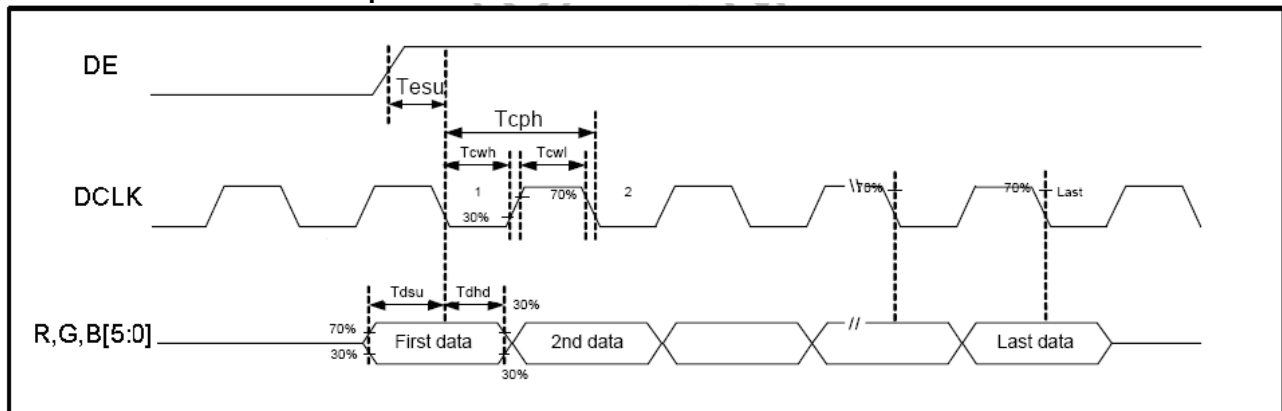 DE
Tesu
Tcph
Tcwh
Tcwl
DCLK
1
70%
2
70%
70%
Last
30%
Tdsu
Tdhd
30%
R,G,B[5:0]
70%
First data
2nd data
//
Last data
30%
30%